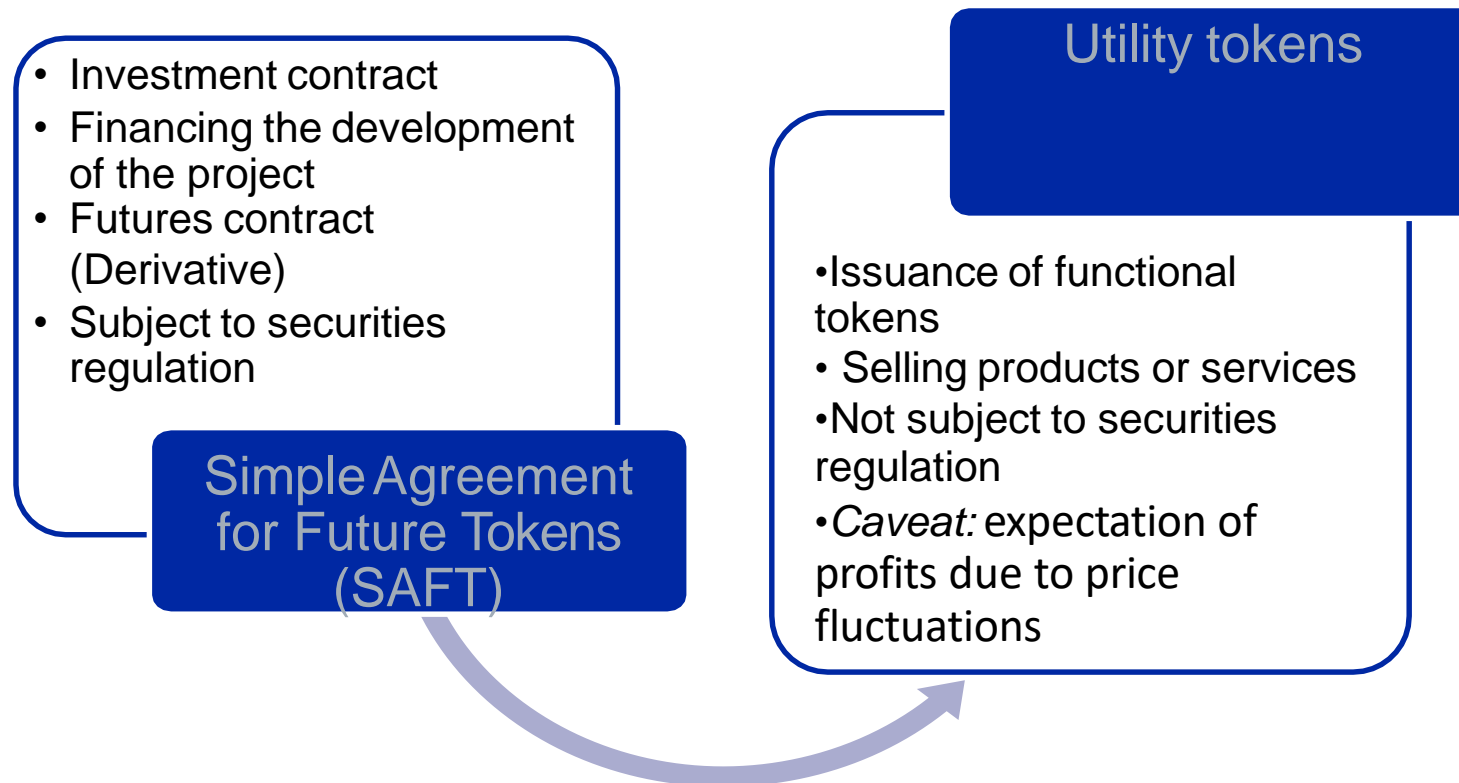 • Investment contract
• Financing the development
of the project
• Futures contract
(Derivative)
• Subject to securities
regulation
Simple Agreement
for Future Tokens
(SAFT)
Utility tokens
•Issuance of functional
tokens
• Selling products or services
•Not subject to securities
regulation
•Caveat: expectation of
profits due to price
fluctuations